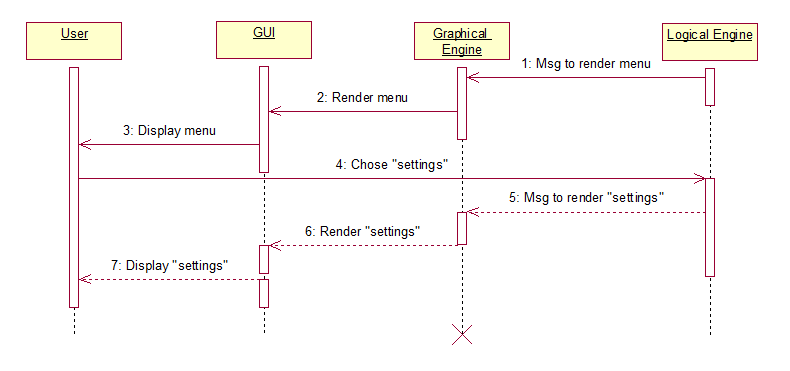 User
GUI
Graphical
Engine
Logical Engine
1: Msg to render menu
2: Render menu
3: Display menu
4: Chose "settings"
5: Msg to render "settings"
6: Render "settings"
7: Display "settings"